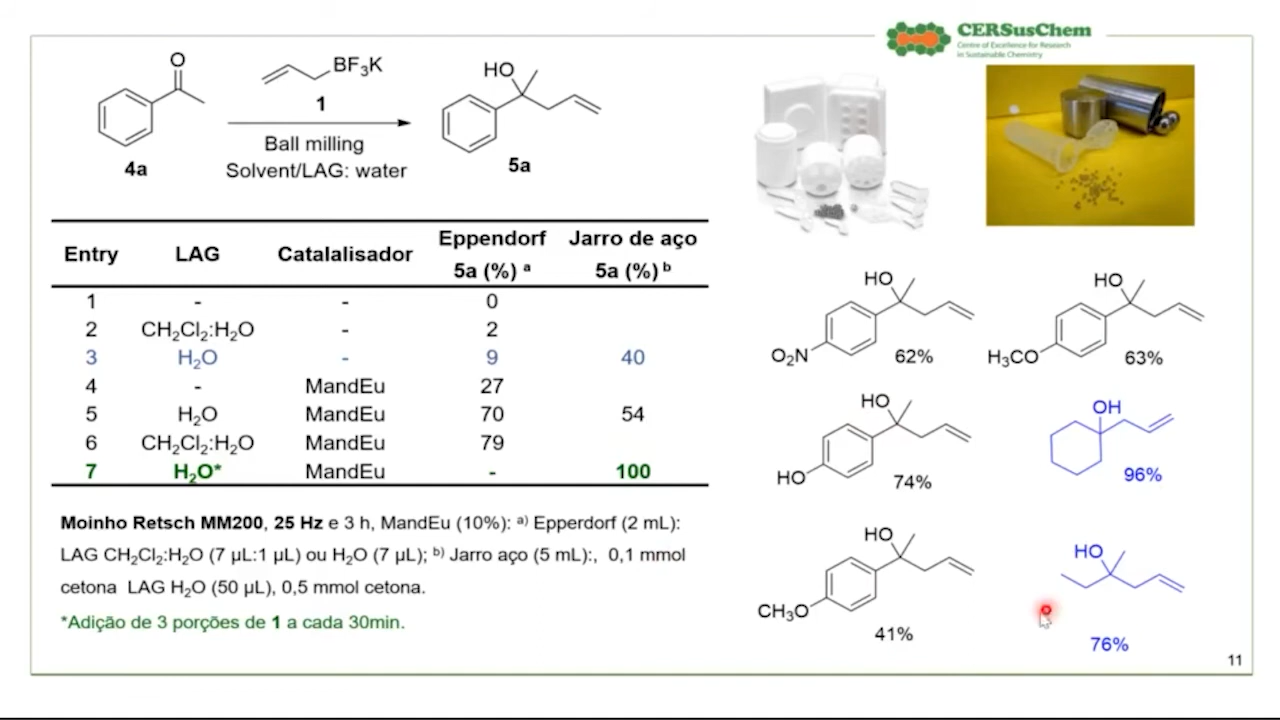 CERSusChem
Centre of Excellence for Research
in Sustainable Chemistry
O
4a
BF₃K
1
Ball milling
Solvent/LAG: water
HO
5a
Entry LAG Catalalisador Eppendorf 5a (%) ᵃ Jarro de aço 5a (%) ᵇ
1 - - 0
2 CH₂Cl₂:H₂O - 2
3 H₂O - 9 40
4 - MandEu 27
5 H₂O MandEu 70 54
6 CH₂Cl₂:H₂O MandEu 79
7 H₂O* MandEu - 100
Moinho Retsch MM200, 25 Hz e 3 h, MandEu (10%): ᵃ⁾ Epperdorf (2 mL):
LAG CH₂Cl₂:H₂O (7 µL:1 µL) ou H₂O (7 µL); ᵇ⁾ Jarro aço (5 mL):, 0,1 mmol
cetona LAG H₂O (50 µL), 0,5 mmol cetona.
*Adição de 3 porções de 1 a cada 30min.
HO
O₂N
62%
HO
H₃CO
63%
HO
HO
74%
OH
96%
HO
CH₃O
41%
HO
76%
11